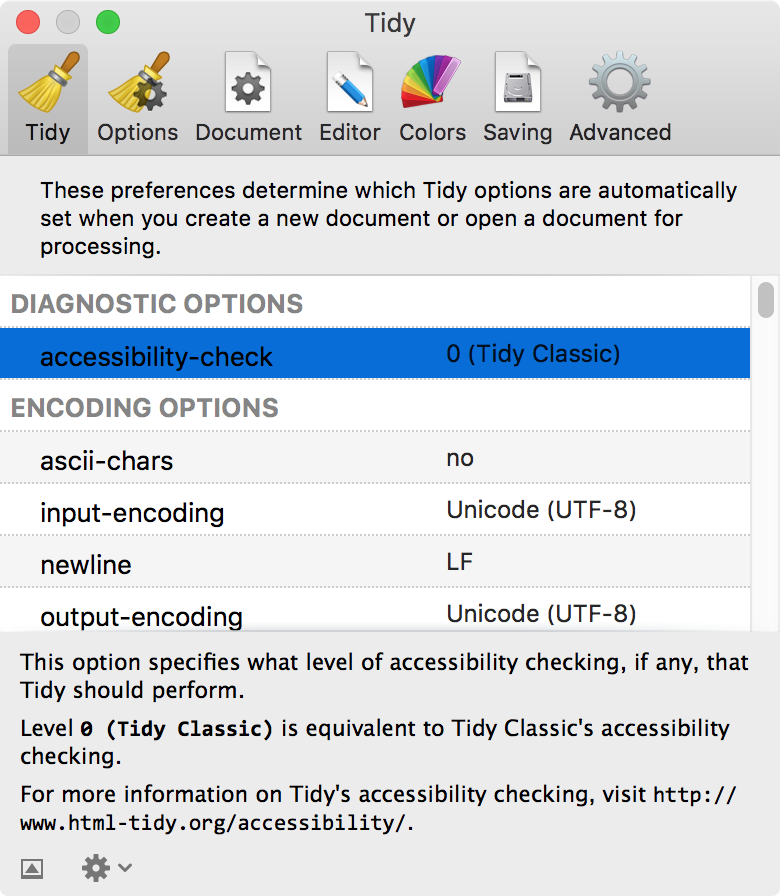 Tidy
Tidy Options Document Editor Colors Saving Advanced
These preferences determine which Tidy options are automatically
set when you create a new document or open a document for
processing.
DIAGNOSTIC OPTIONS
accessibility-check 0 (Tidy Classic)
ENCODING OPTIONS
ascii-chars no
input-encoding Unicode (UTF-8)
newline LF
output-encoding Unicode (UTF-8)
This option specifies what level of accessibility checking, if any, that
Tidy should perform.
Level 0 (Tidy Classic) is equivalent to Tidy Classic's accessibility
checking.
For more information on Tidy's accessibility checking, visit http://
www.html-tidy.org/accessibility/.